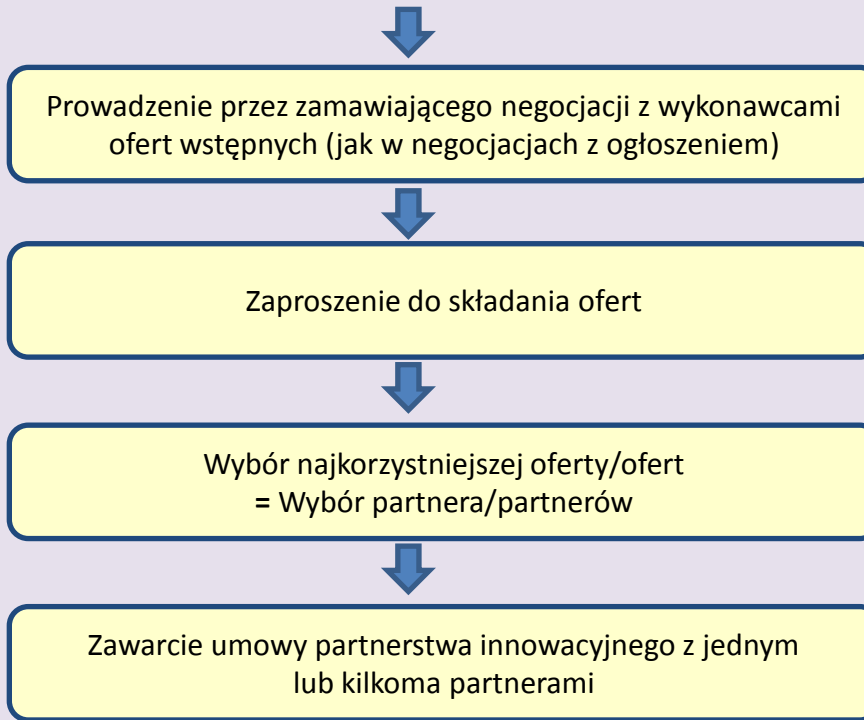 Prowadzenie przez zamawiającego negocjacji z wykonawcami
ofert wstępnych (jak w negocjacjach z ogłoszeniem)
Zaproszenie do składania ofert
Wybór najkorzystniejszej oferty/ofert
= Wybór partnera/partnerów
Zawarcie umowy partnerstwa innowacyjnego z jednym
lub kilkoma partnerami